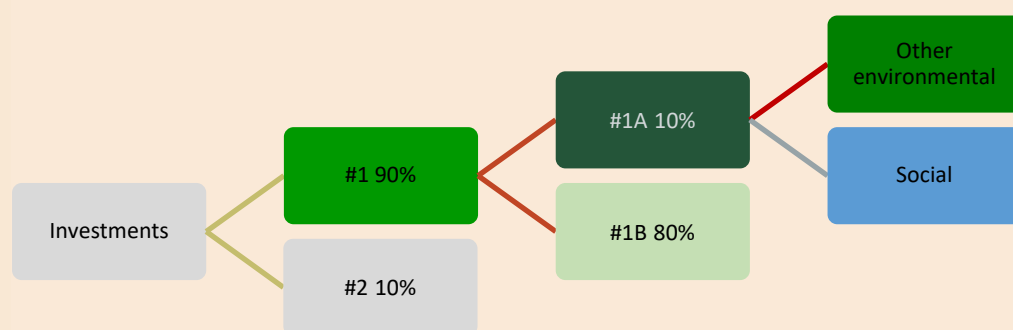 Investments
#1 90%
#2 10%
#1A 10%
#1B 80%
Other
environmental
Social